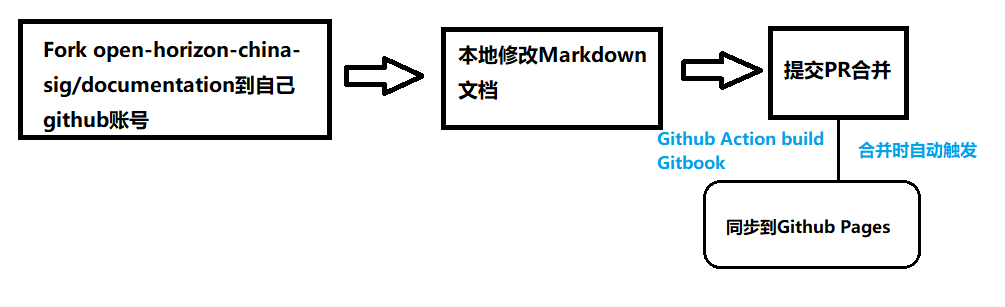 Fork open-horizon-china-
sig/documentation到自己
github账号
本地修改Markdown
文档
提交PR合并
Github Action build
Gitbook
合并时自动触发
同步到Github Pages